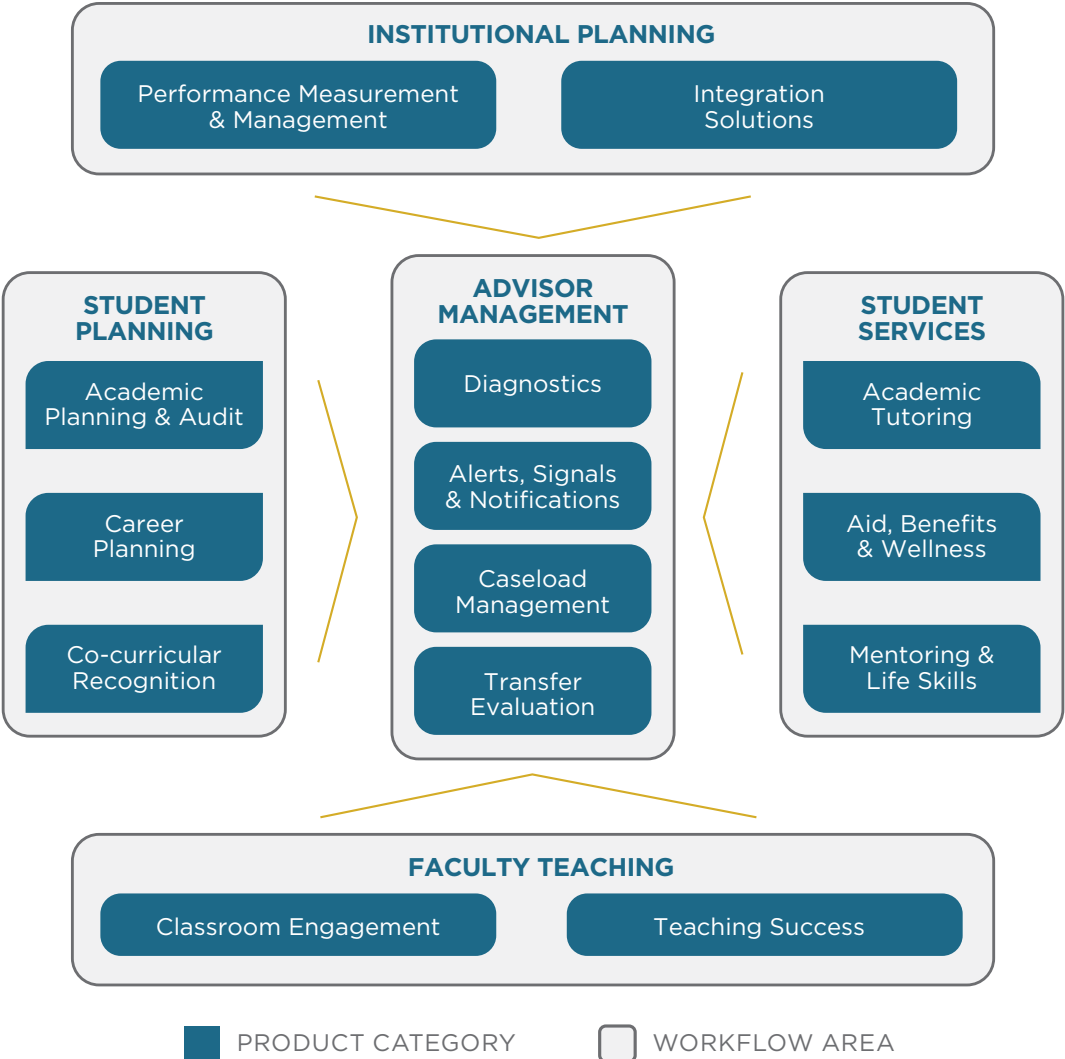 INSTITUTIONAL PLANNING
Performance Measurement
& Management
Integration
Solutions
STUDENT
PLANNING
Academic
Planning & Audit
Career
Planning
Co-curricular
Recognition
ADVISOR
MANAGEMENT
Diagnostics
Alerts, Signals
& Notifications
Caseload
Management
Transfer
Evaluation
STUDENT
SERVICES
Academic
Tutoring
Aid, Benefits
& Wellness
Mentoring &
Life Skills
FACULTY TEACHING
Classroom Engagement
Teaching Success
PRODUCT CATEGORY
WORKFLOW AREA